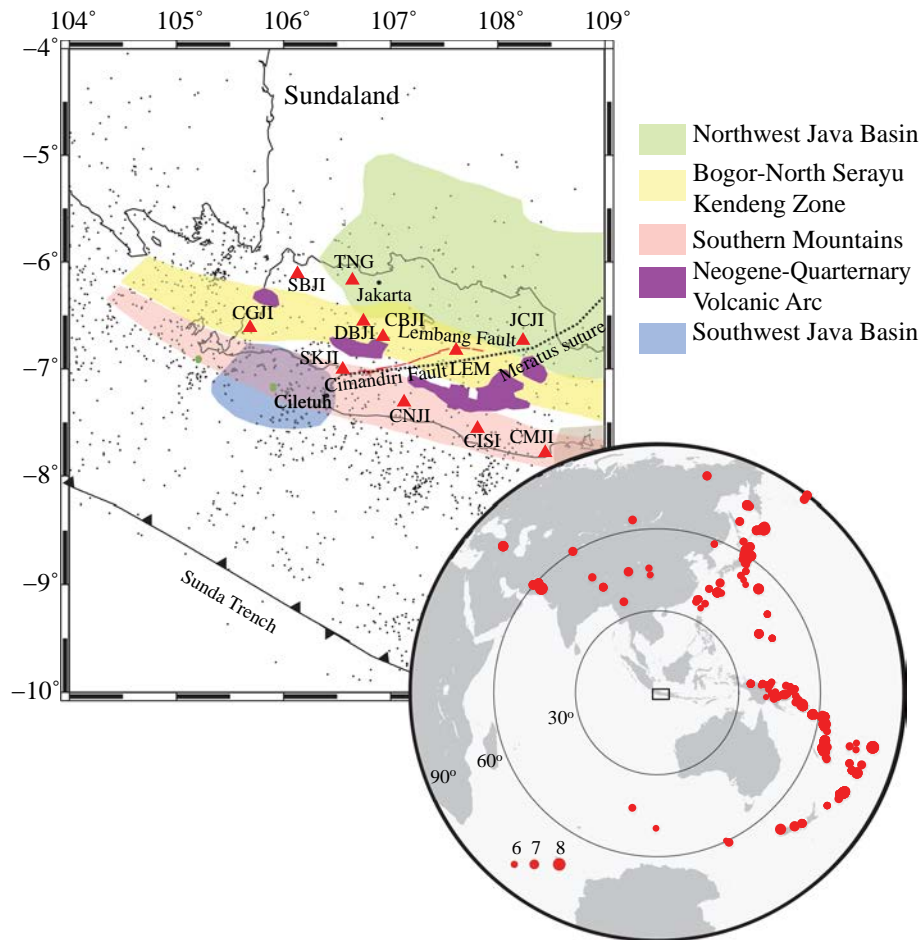 104° 105° 106° 107° 108° 109°
−4°
−5°
−6°
−7°
−8°
−9°
−10°
Sundaland
TNG
SBJI
Jakarta
CGJI
DBJI
CBJI
JCJI
Lembang Fault
SKJI
Cimandiri Fault
LEM
Meratus suture
Ciletuh
CNJI
CISI
CMJI
Sunda Trench
Northwest Java Basin
Bogor-North Serayu
Kendeng Zone
Southern Mountains
Neogene-Quarternary
Volcanic Arc
Southwest Java Basin
30°
60°
90°
6 7 8